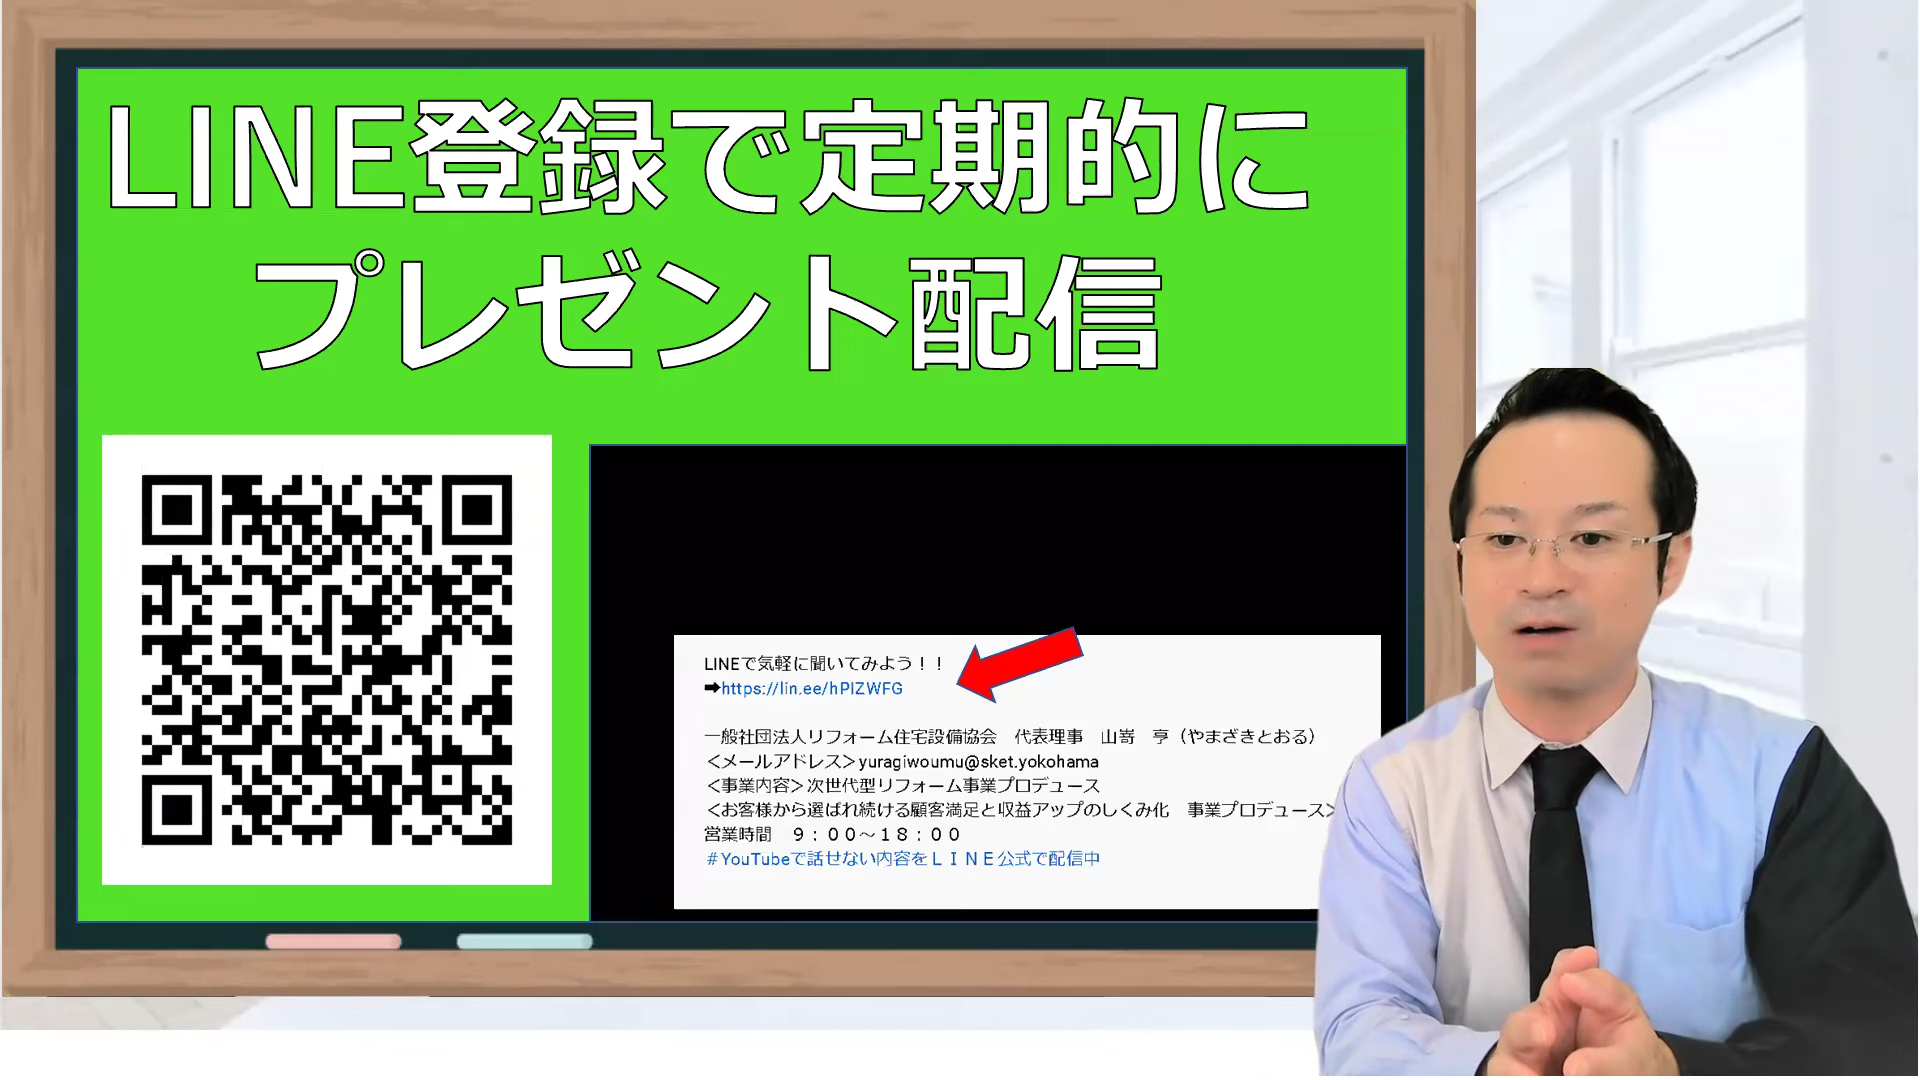 LINE登録で定期的に
プレゼント配信
LINEで気軽に聞いてみよう！！
➡https://lin.ee/hPIZWFG
一般社団法人リフォーム住宅設備協会　代表理事　山嵜　亨（やまざきとおる）
＜メールアドレス＞yuragiwoumu@sket.yokohama
＜事業内容＞次世代型リフォーム事業プロデュース
＜お客様から選ばれ続ける顧客満足と収益アップのしくみ化　事業プロデュース＞
営業時間　９：００～１８：００
＃YouTubeで話せない内容をＬＩＮＥ公式で配信中